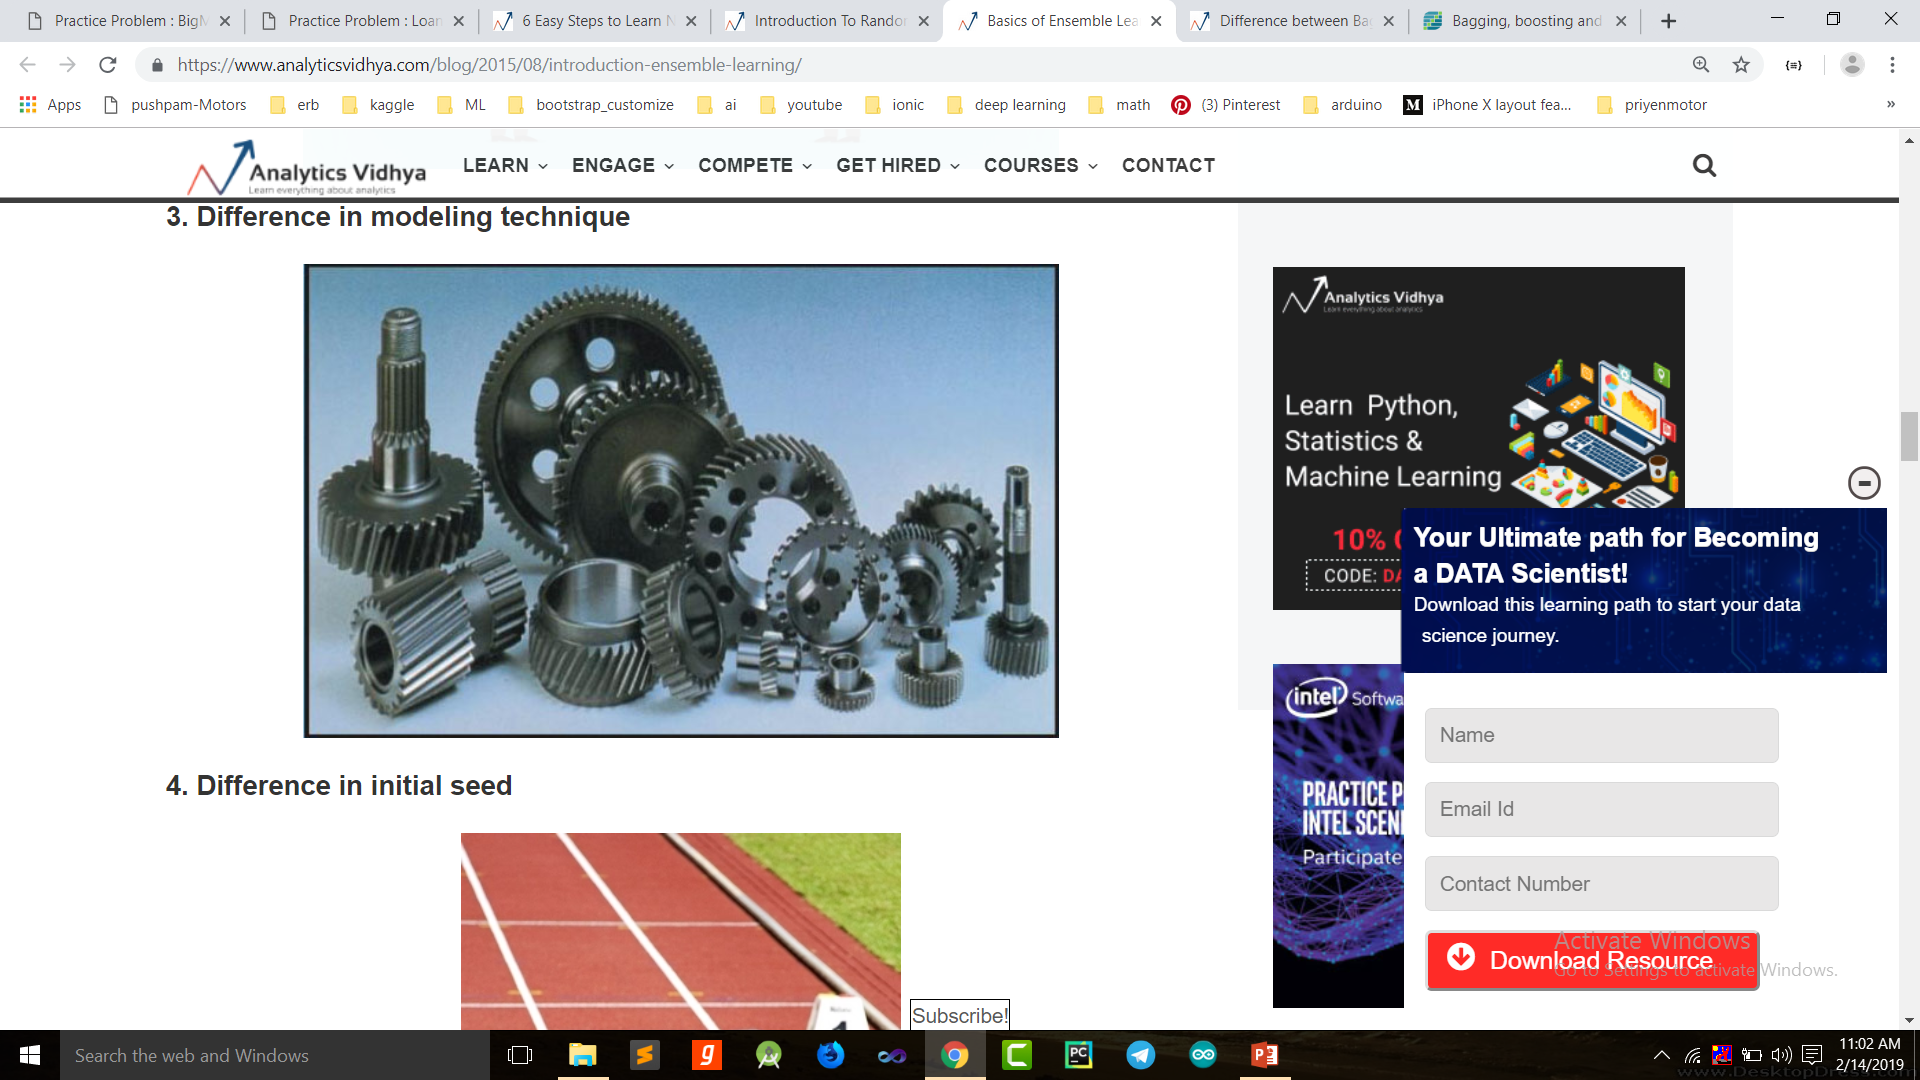 Practice Problem : BigM
Practice Problem : Loan
6 Easy Steps to Learn N
Introduction To Randor
Basics of Ensemble Lea
Difference between Ba
Bagging, boosting and
https://www.analyticsvidhya.com/blog/2015/08/introduction-ensemble-learning/
Apps
pushpam-Motors
erb
kaggle
ML
bootstrap_customize
ai
youtube
ionic
deep learning
math
(3) Pinterest
arduino
iPhone X layout fea...
priyenmotor
»
Analytics Vidhya
Learn everything about analytics
LEARN
ENGAGE
COMPETE
GET HIRED
COURSES
CONTACT
3. Difference in modeling technique
4. Difference in initial seed
Subscribe!
Analytics Vidhya
Learn everything about analytics
Learn Python,
Statistics &
Machine Learning
10%
CODE: DA
Your Ultimate path for Becoming
a DATA Scientist!
Download this learning path to start your data
science journey.
intel Softwa
PRACTICE P
INTEL SCEN
Participate
Name
Email Id
Contact Number
Download Resource
Activate Windows
Go to Settings to activate Windows.
Search the web and Windows
11:02 AM
2/14/2019